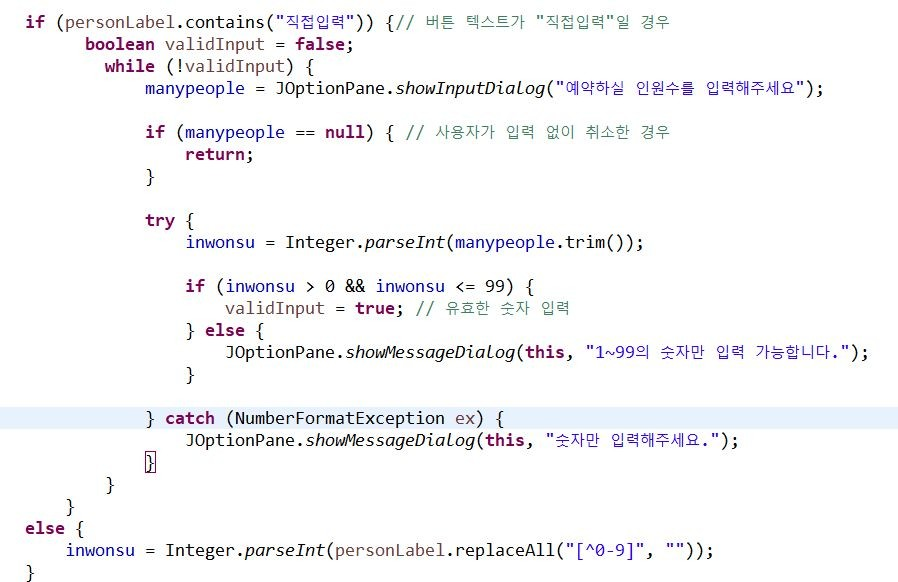 if (personLabel.contains("직접입력")) {// 버튼 텍스트가 "직접입력"일 경우
boolean validInput = false;
while (!validInput) {
manypeople = JOptionPane.showInputDialog("예약하실 인원수를 입력해주세요");
if (manypeople == null) { // 사용자가 입력 없이 취소한 경우
return;
}
try {
inwonsu = Integer.parseInt(manypeople.trim());
if (inwonsu > 0 && inwonsu <= 99) {
validInput = true; // 유효한 숫자 입력
} else {
JOptionPane.showMessageDialog(this, "1~99의 숫자만 입력 가능합니다.");
}
} catch (NumberFormatException ex) {
JOptionPane.showMessageDialog(this, "숫자만 입력해주세요.");
}
}
}
else {
inwonsu = Integer.parseInt(personLabel.replaceAll("[^0-9]", ""));
}